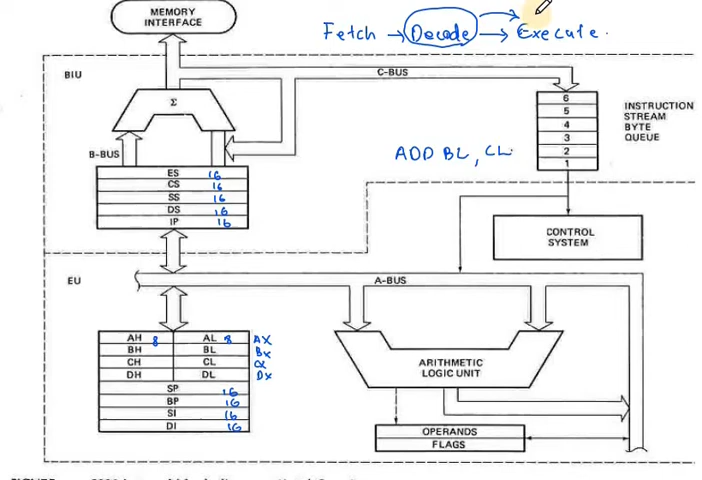 MEMORY
INTERFACE
Fetch → Decode → Execute.
BIU
C-BUS
Σ
6
5
4
3
2
1
INSTRUCTION
STREAM
BYTE
QUEUE
B-BUS
ADD BL, CL.
ES 16
CS 16
SS 16
DS 16
IP 16
CONTROL
SYSTEM
EU
A-BUS
AH 8 AL 8 AX
BH BL BX
CH CL CX
DH DL DX
SP 16
BP 16
SI 16
DI 16
ARITHMETIC
LOGIC UNIT
OPERANDS
FLAGS